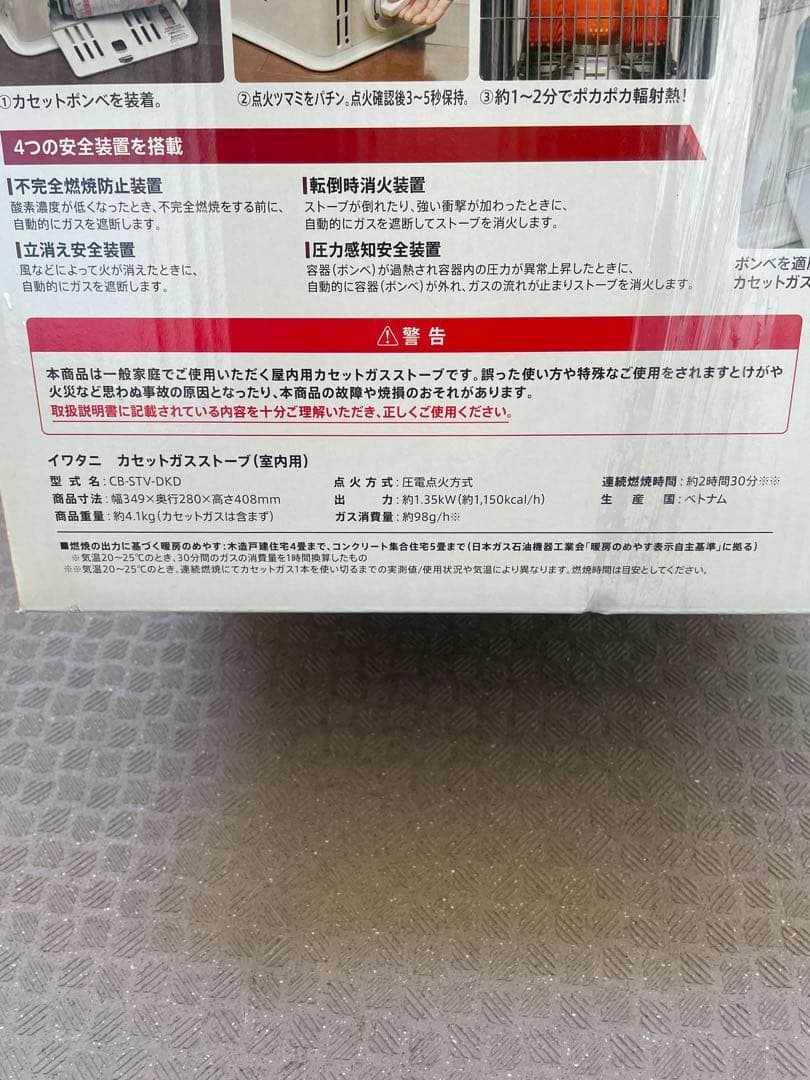 ①カセットボンベを装着。
②点火ツマミをパチン。点火確認後3〜5秒保持。
③約1〜2分でポカポカ輻射熱!
4つの安全装置を搭載
不完全燃焼防止装置
酸素濃度が低くなったとき、不完全燃焼をする前に、
自動的にガスを遮断します。
転倒時消火装置
ストーブが倒れたり、強い衝撃が加わったときに、
自動的にガスを遮断してストーブを消火します。
立消え安全装置
風などによって火が消えたときに、
自動的にガスを遮断します。
圧力感知安全装置
容器(ボンベ)が過熱され容器内の圧力が異常上昇したときに、
自動的に容器(ボンベ)が外れ、ガスの流れが止まりストーブを消火します。
ボンベを適
カセットガス
警告
本商品は一般家庭でご使用いただく屋内用カセットガスストーブです。誤った使い方や特殊なご使用をされますとけがや
火災など思わぬ事故の原因となったり、本商品の故障や焼損のおそれがあります。
取扱説明書に記載されている内容を十分ご理解いただき、正しくご使用ください。
イワタニ カセットガスストーブ(室内用)
型式名:CB-STV-DKD
点火方式:圧電点火方式
連続燃焼時間:約2時間30分※※
商品寸法:幅349×奥行280×高さ408mm
出力:約1.35kW(約1,150kcal/h)
生産国:ベトナム
商品重量:約4.1kg(カセットガスは含まず)
ガス消費量:約98g/h※
■燃焼の出力に基づく暖房のめやす:木造戸建住宅4畳まで、コンクリート集合住宅5畳まで(日本ガス石油機器工業会「暖房のめやす表示自主基準」に拠る)
※気温20〜25℃のとき、30分間のガスの消費量を1時間換算したもの
※※気温20〜25℃のとき、連続燃焼にてカセットガス1本を使い切るまでの実測値/使用状況や気温により異なります。燃焼時間は目安としてください。